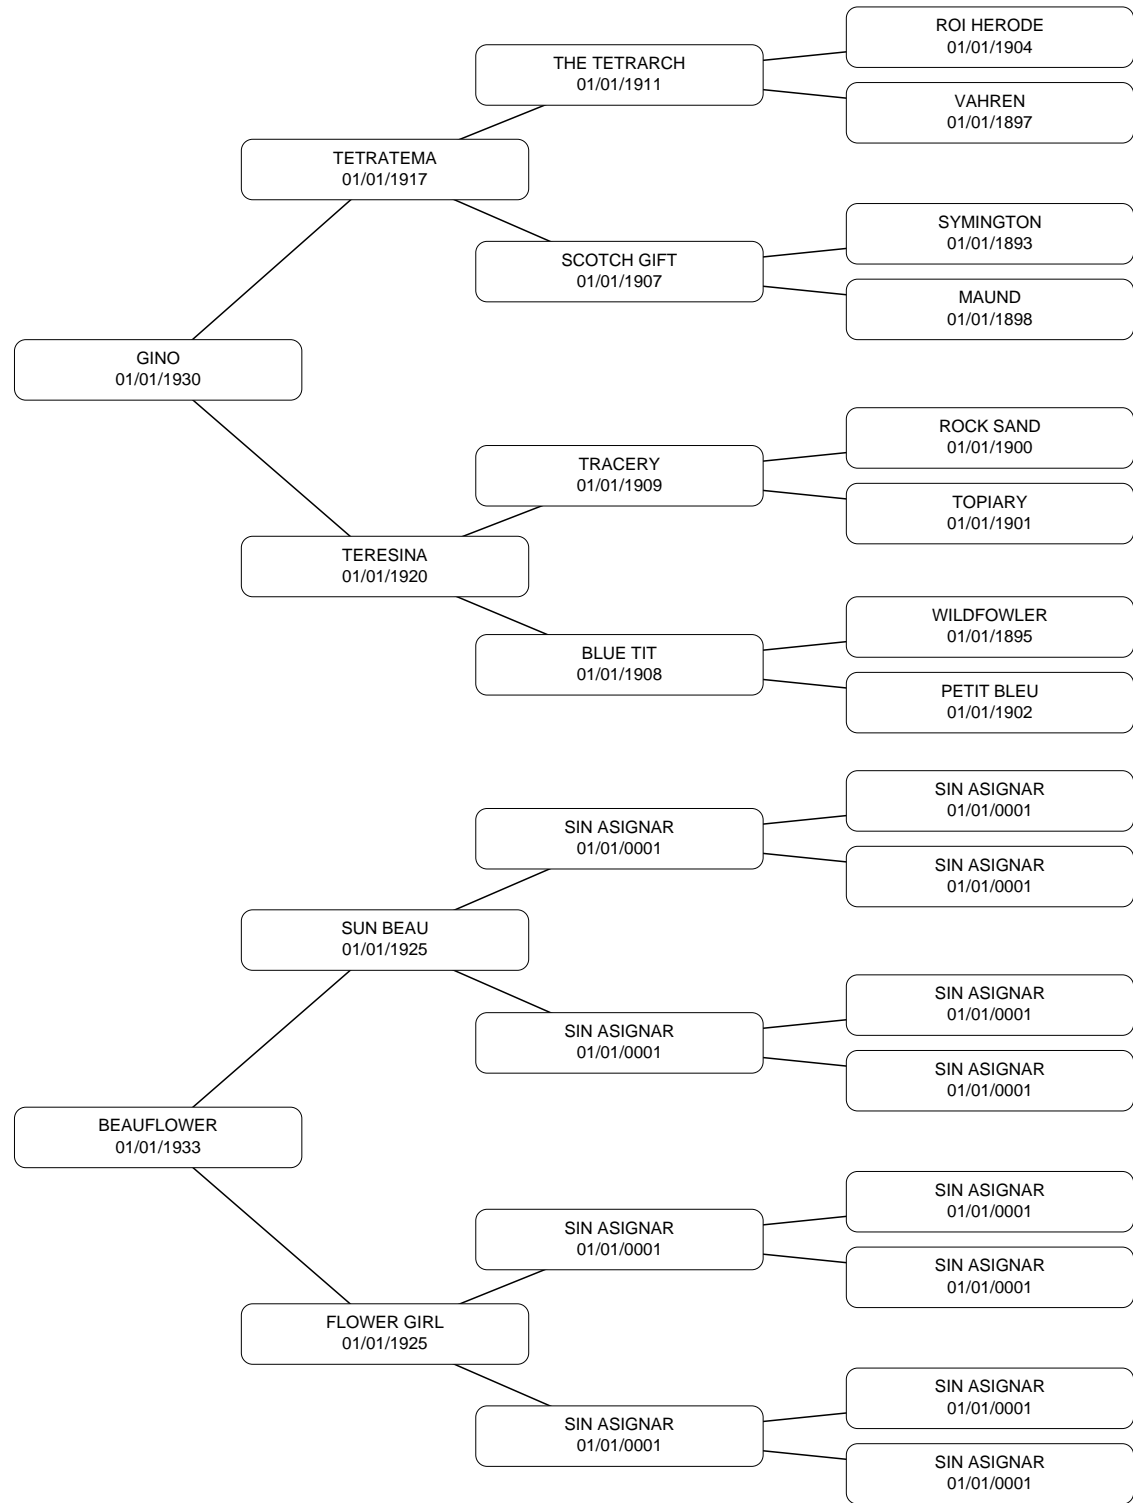 ROI HERODE
01/01/1904
THE TETRARCH
01/01/1911
VAHREN
01/01/1897
TETRATEMA
01/01/1917
SYMINGTON
01/01/1893
SCOTCH GIFT
01/01/1907
MAUND
01/01/1898
GINO
01/01/1930
ROCK SAND
01/01/1900
TRACERY
01/01/1909
TOPIARY
01/01/1901
TERESINA
01/01/1920
WILDFOWLER
01/01/1895
BLUE TIT
01/01/1908
PETIT BLEU
01/01/1902
SIN ASIGNAR
01/01/0001
SIN ASIGNAR
01/01/0001
SIN ASIGNAR
01/01/0001
SUN BEAU
01/01/1925
SIN ASIGNAR
01/01/0001
SIN ASIGNAR
01/01/0001
SIN ASIGNAR
01/01/0001
BEAUFLOWER
01/01/1933
SIN ASIGNAR
01/01/0001
SIN ASIGNAR
01/01/0001
SIN ASIGNAR
01/01/0001
FLOWER GIRL
01/01/1925
SIN ASIGNAR
01/01/0001
SIN ASIGNAR
01/01/0001
SIN ASIGNAR
01/01/0001